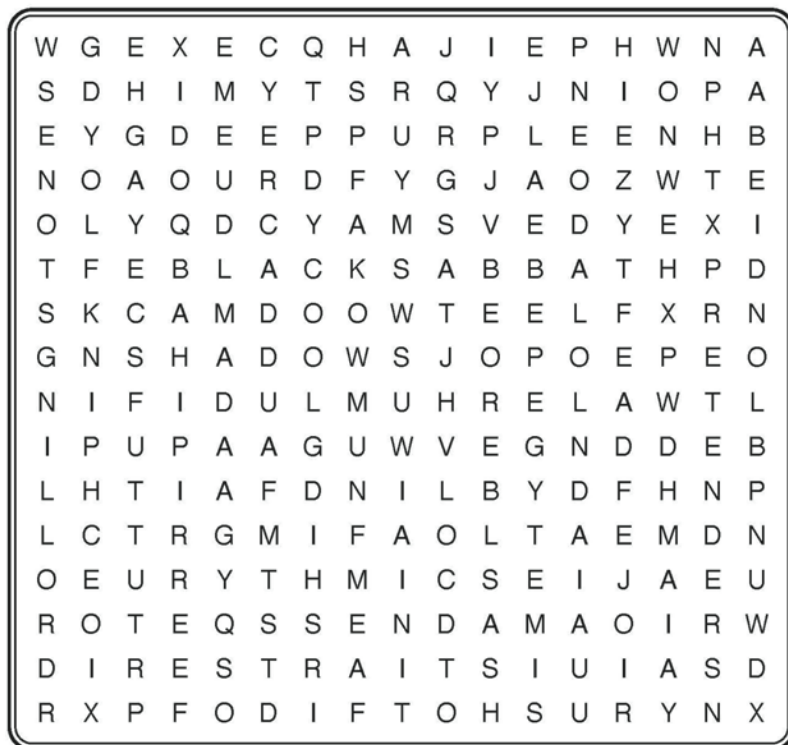 W G E X E C Q H A J I E P H W N A
S D H I M Y T S R Q Y J N I O P A
E Y G D E E P P U R P L E E N H B
N O A O U R D F Y G J A O Z W T E
O L Y Q D C Y A M S V E D Y E X I
T F E B L A C K S A B B A T H P D
S K C A M D O O W T E E L F X R N
G N S H A D O W S J O P O E P E O
N I F I D U L M U H R E L A W T L
I P U P A A G U W V E G N D D E B
L H T I A F D N I L B Y D F H N P
L C T R G M I F A O L T A E M D N
O E U R Y T H M I C S E I J A E U
R O T E Q S S E N D A M A O I R W
D I R E S T R A I T S I U I A S D
R X P F O D I F T O H S U R Y N X